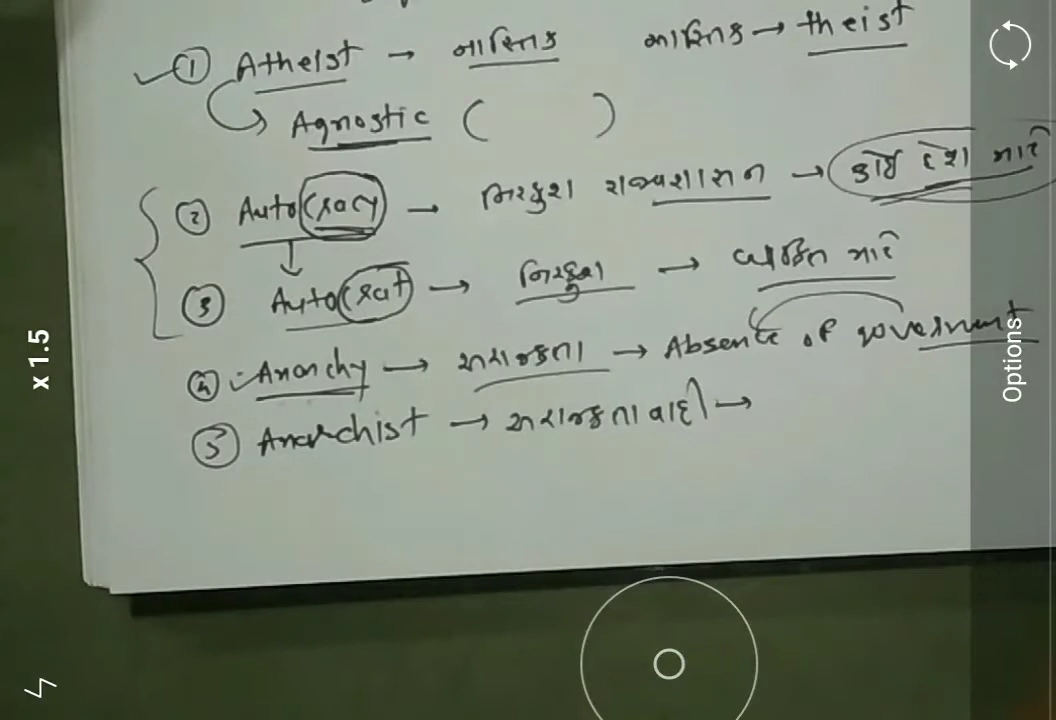 ① Atheist → નાસ્તિક આસ્તિક → theist
Agnostic ( )
② Autocracy → નિરંકુશ રાજ્યશાસન → કોઈ દેશ માટે
③ Autocrat → નિરંકુશ → વ્યક્તિ માટે
④ Anarchy → અરાજકતા → Absence of government
⑤ Anarchist → અરાજકતાવાદી →
x 1.5
Options